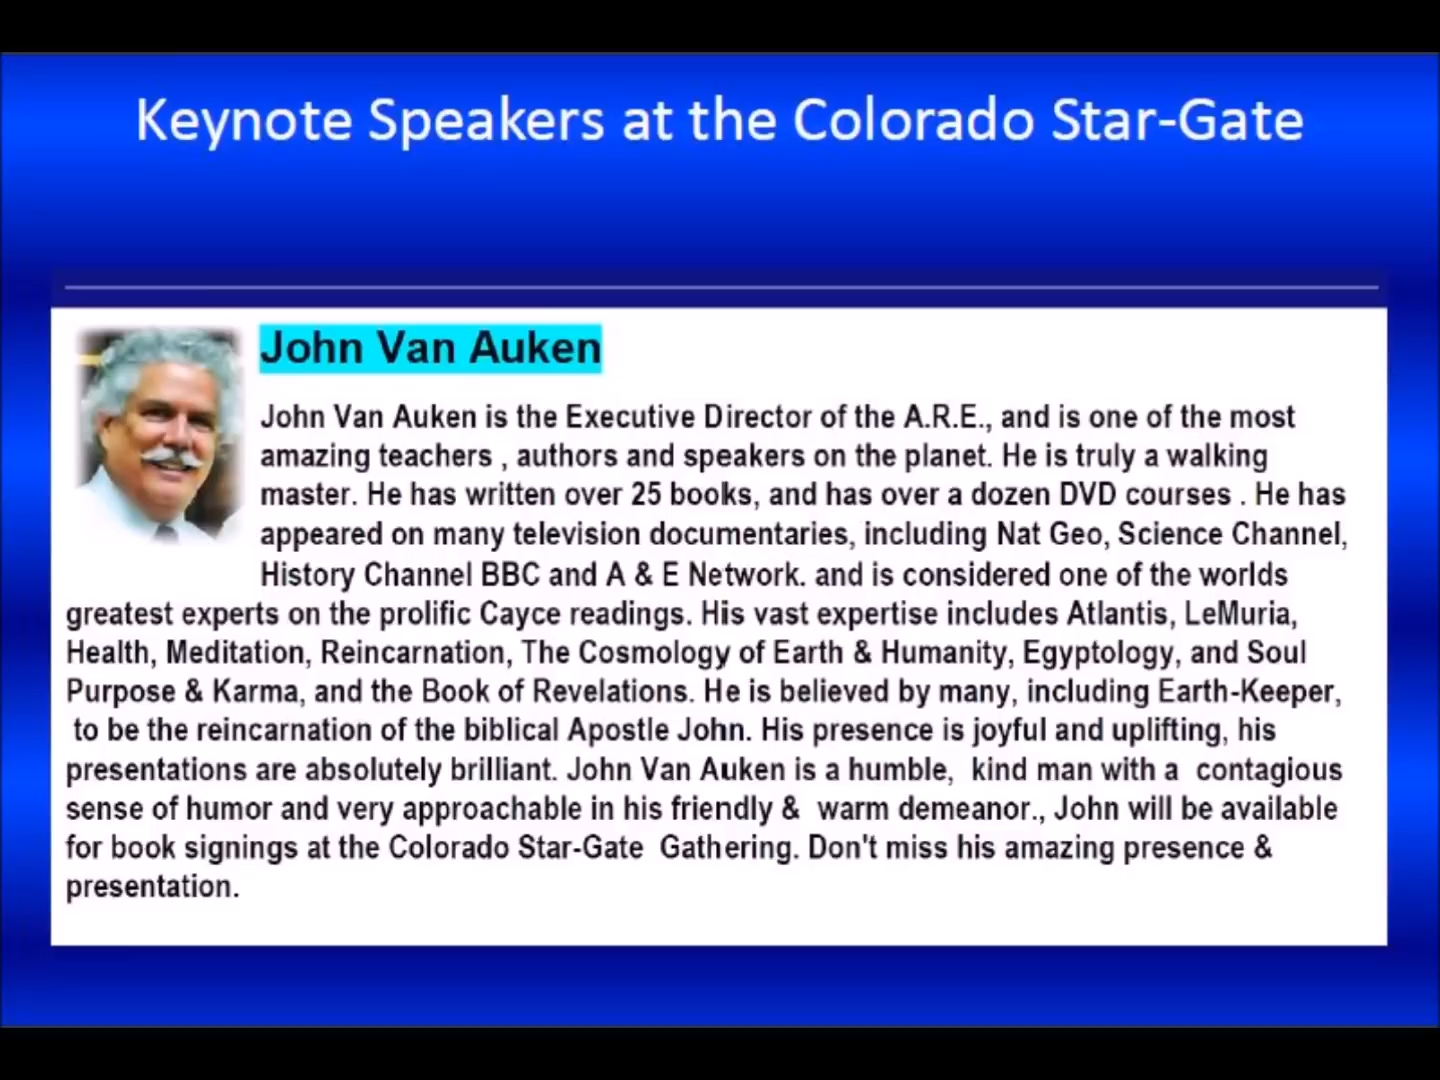 Keynote Speakers at the Colorado Star-Gate
John Van Auken
John Van Auken is the Executive Director of the A.R.E., and is one of the most
amazing teachers , authors and speakers on the planet. He is truly a walking
master. He has written over 25 books, and has over a dozen DVD courses . He has
appeared on many television documentaries, including Nat Geo, Science Channel,
History Channel BBC and A & E Network. and is considered one of the worlds
greatest experts on the prolific Cayce readings. His vast expertise includes Atlantis, LeMuria,
Health, Meditation, Reincarnation, The Cosmology of Earth & Humanity, Egyptology, and Soul
Purpose & Karma, and the Book of Revelations. He is believed by many, including Earth-Keeper,
to be the reincarnation of the biblical Apostle John. His presence is joyful and uplifting, his
presentations are absolutely brilliant. John Van Auken is a humble, kind man with a contagious
sense of humor and very approachable in his friendly & warm demeanor., John will be available
for book signings at the Colorado Star-Gate Gathering. Don't miss his amazing presence &
presentation.